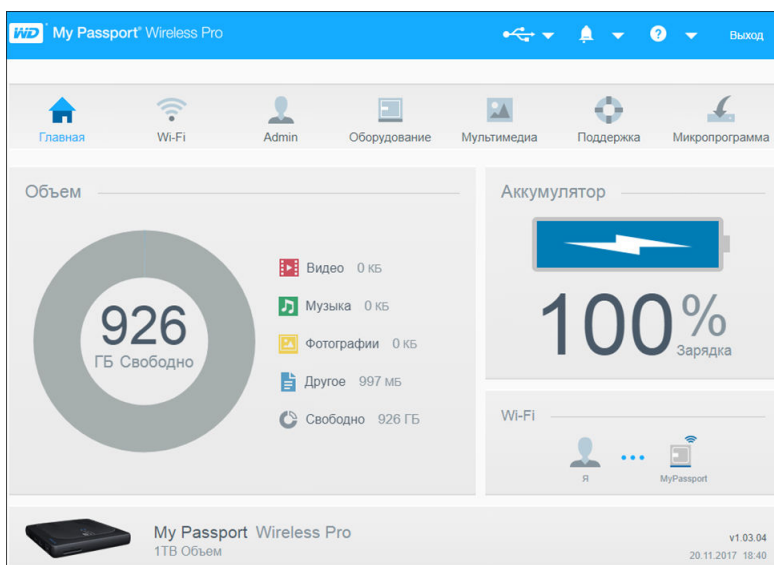 WD My Passport® Wireless Pro
Выход
Главная
Wi-Fi
Admin
Оборудование
Мультимедиа
Поддержка
Микропрограмма
Объем
926
ГБ Свободно
Видео 0 КБ
Музыка 0 КБ
Фотографии 0 КБ
Другое 997 МБ
Свободно 926 ГБ
Аккумулятор
100%
Зарядка
Wi-Fi
Я
MyPassport
My Passport Wireless Pro
1TB Объем
v1.03.04
20.11.2017 18:40